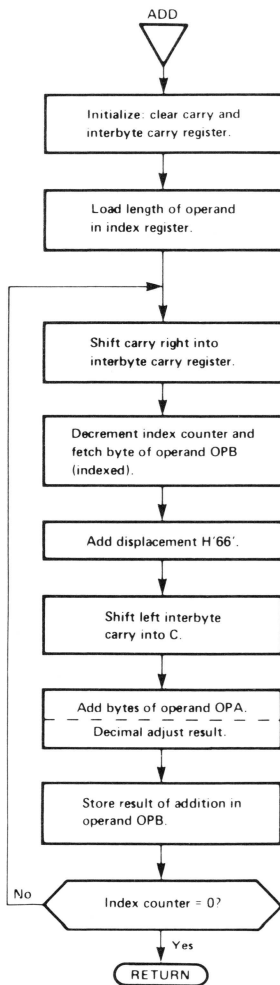 ADD
Initialize: clear carry and
interbyte carry register.
Load length of operand
in index register.
Shift carry right into
interbyte carry register.
Decrement index counter and
fetch byte of operand OPB
(indexed).
Add displacement H'66'.
Shift left interbyte
carry into C.
Add bytes of operand OPA.
Decimal adjust result.
Store result of addition in
operand OPB.
No
Index counter = 0?
Yes
RETURN